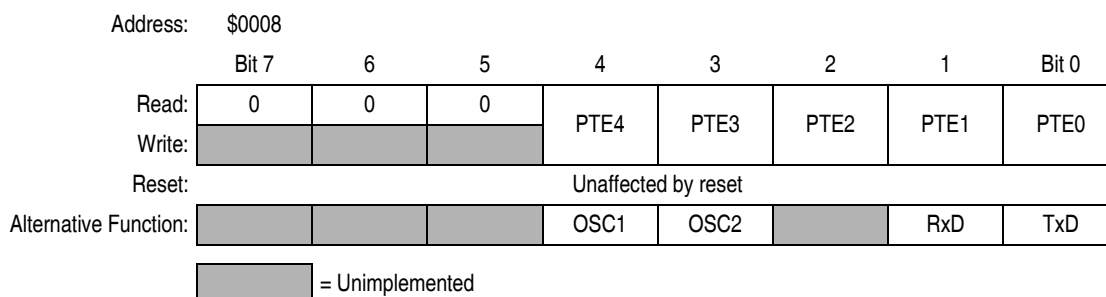 Address: $0008
Bit 7 6 5 4 3 2 1 Bit 0
Read: 0 0 0 PTE4 PTE3 PTE2 PTE1 PTE0
Write:
Reset: Unaffected by reset
Alternative Function: OSC1 OSC2 RxD TxD
= Unimplemented